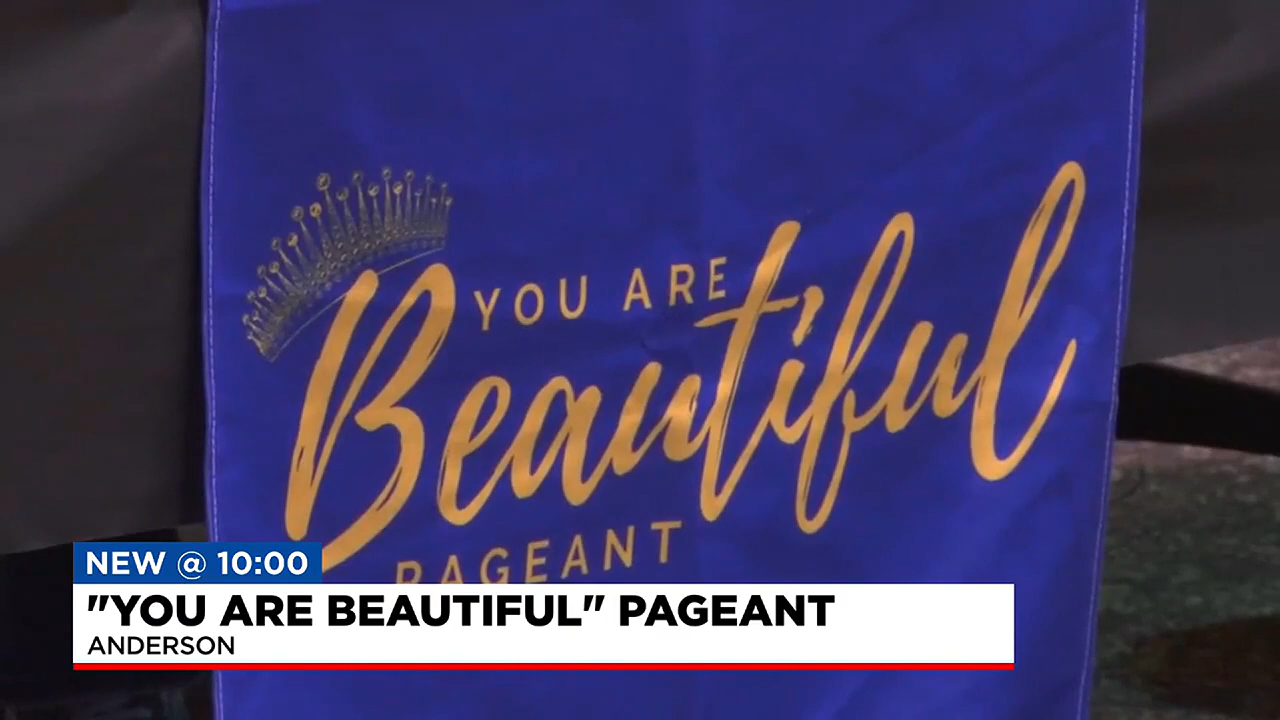 YOU ARE
Beautiful
PAGEANT
NEW @ 10:00
"YOU ARE BEAUTIFUL" PAGEANT
ANDERSON